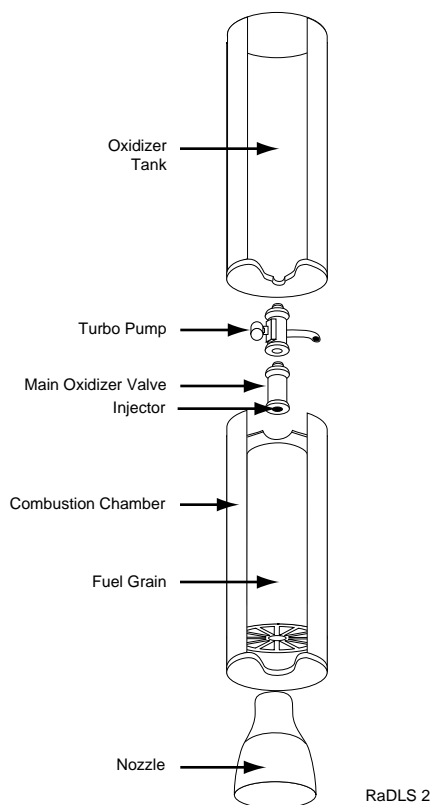 Oxidizer
Tank
Turbo Pump
Main Oxidizer Valve
Injector
Combustion Chamber
Fuel Grain
Nozzle
RaDLS 2